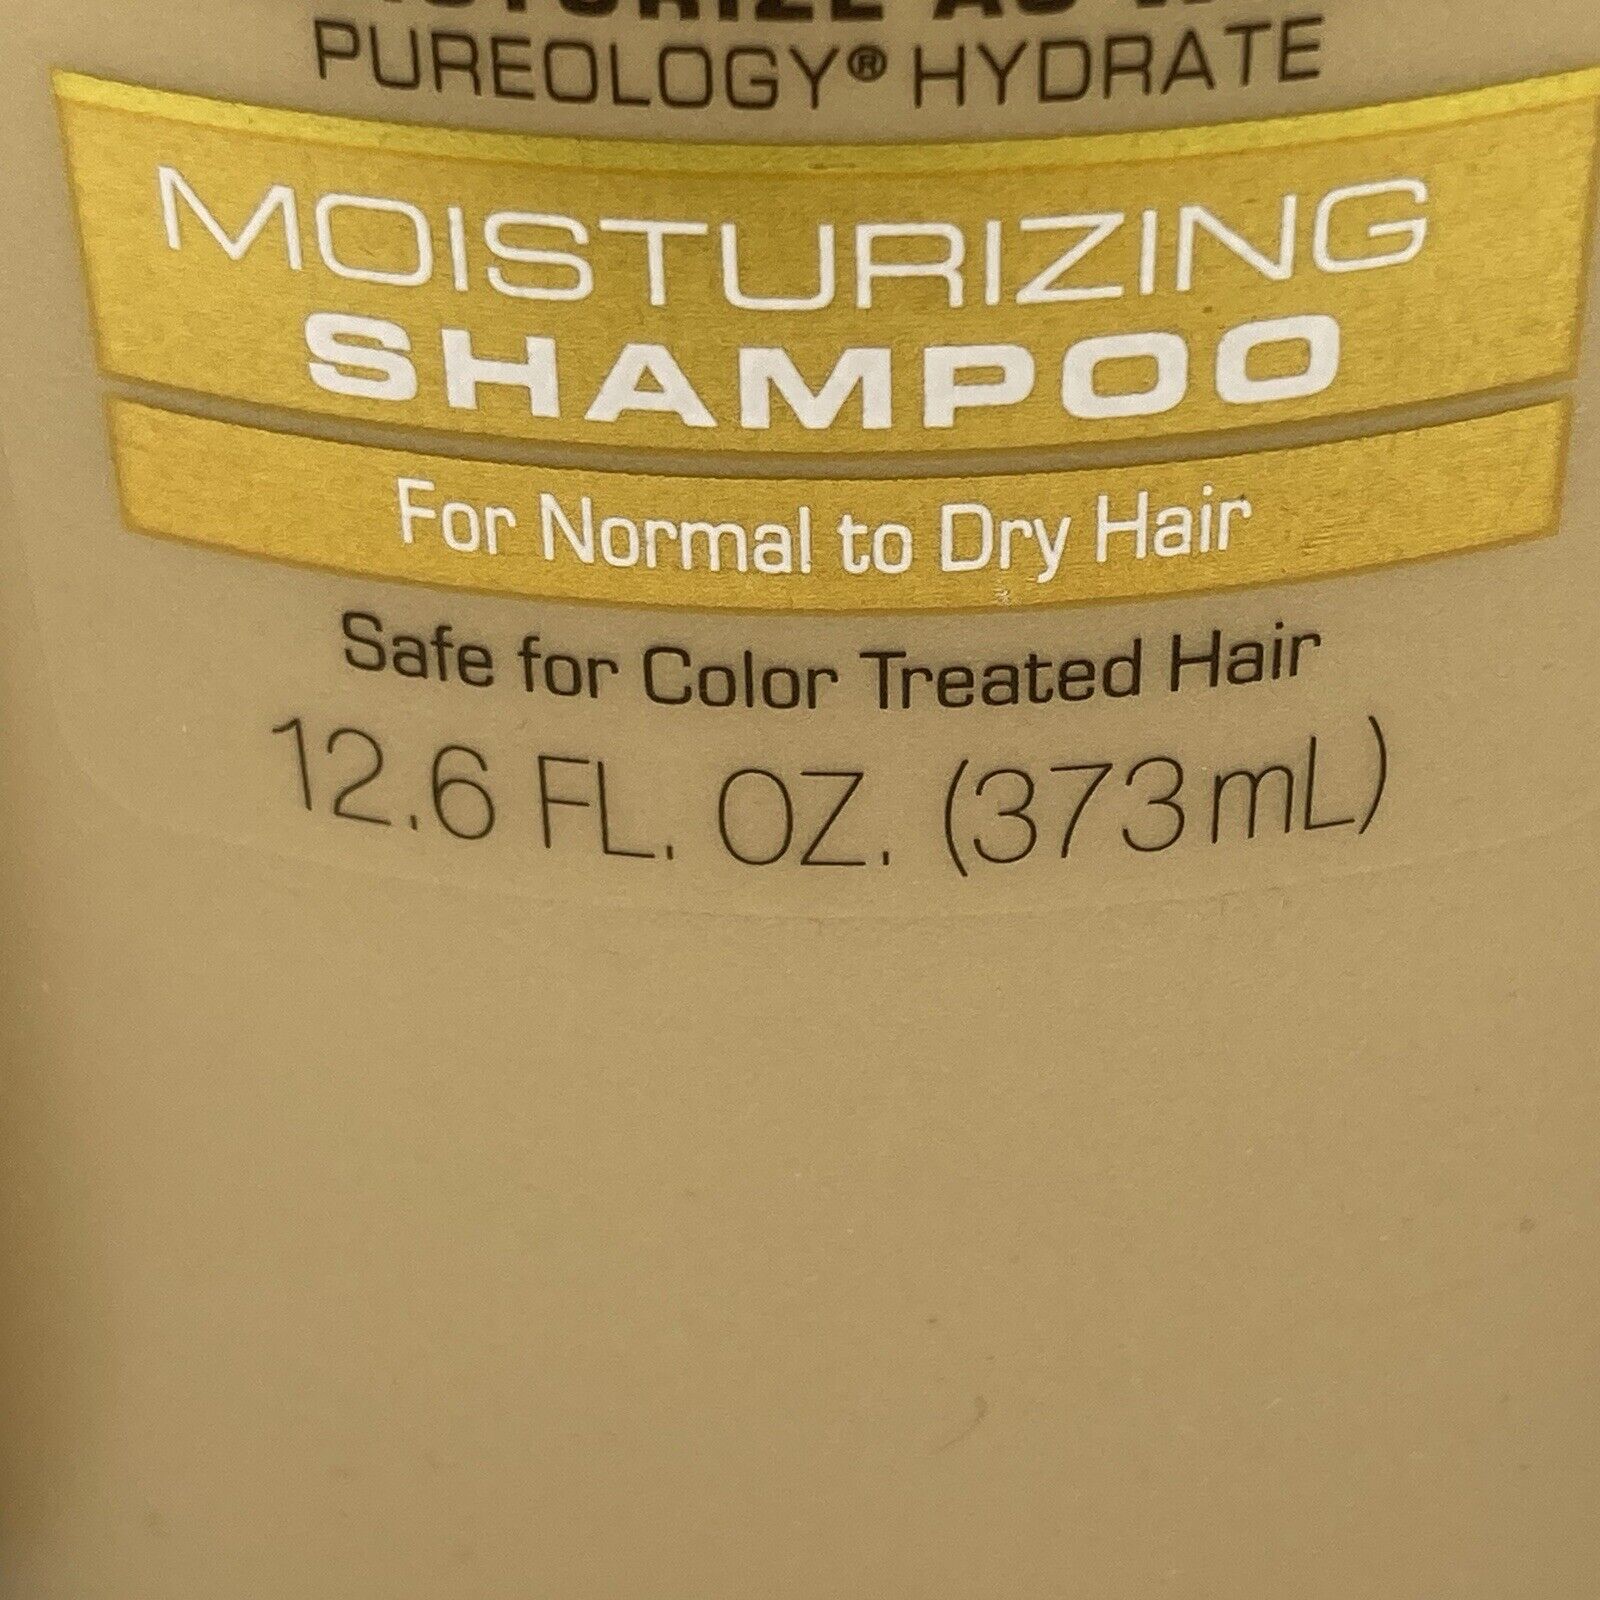 AS
PUREOLOGY® HYDRATE
MOISTURIZING
SHAMPOO
For Normal to Dry Hair
Safe for Color Treated Hair
12.6 FL. OZ. (373mL)